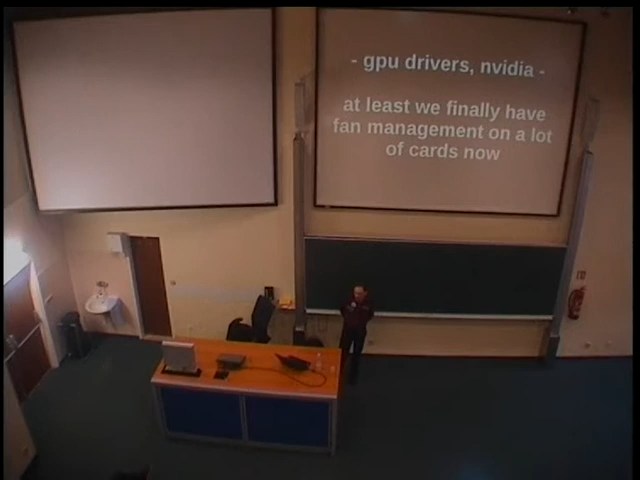 - gpu drivers, nvidia -
at least we finally have
fan management on a lot
of cards now